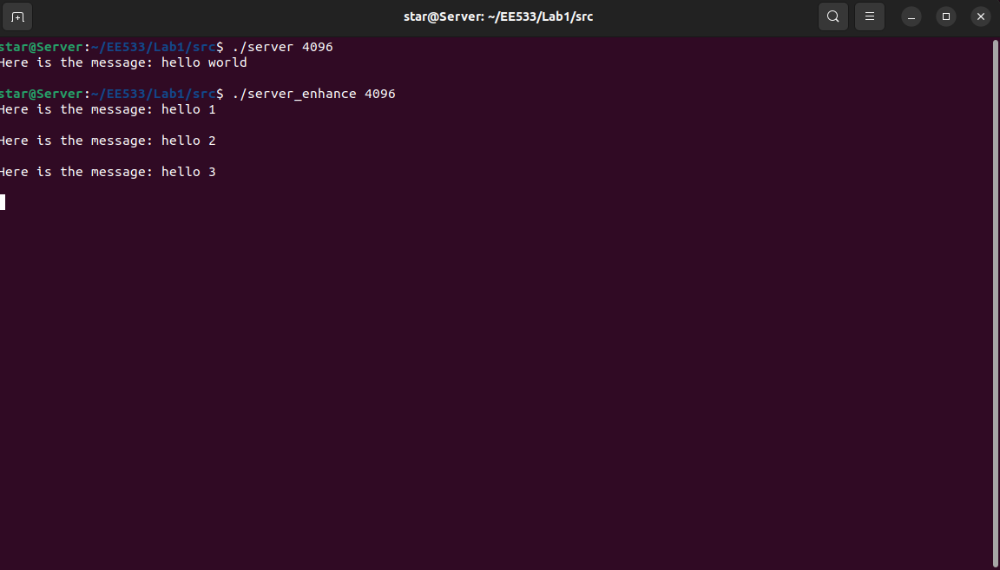 star@Server: ~/EE533/Lab1/src
star@Server:~/EE533/Lab1/src$ ./server 4096
Here is the message: hello world
star@Server:~/EE533/Lab1/src$ ./server_enhance 4096
Here is the message: hello 1
Here is the message: hello 2
Here is the message: hello 3